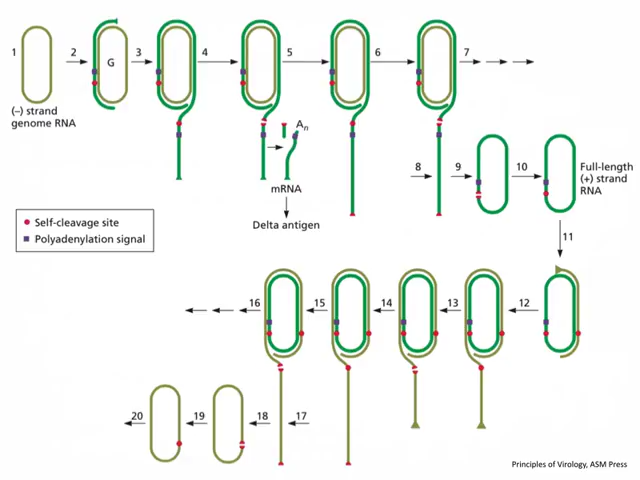 1
2
G
3
4
5
6
7
(–) strand
genome RNA
An
mRNA
Delta antigen
8
9
10
Full-length
(+) strand
RNA
Self-cleavage site
Polyadenylation signal
11
16
15
14
13
12
20
19
18
17
Principles of Virology, ASM Press